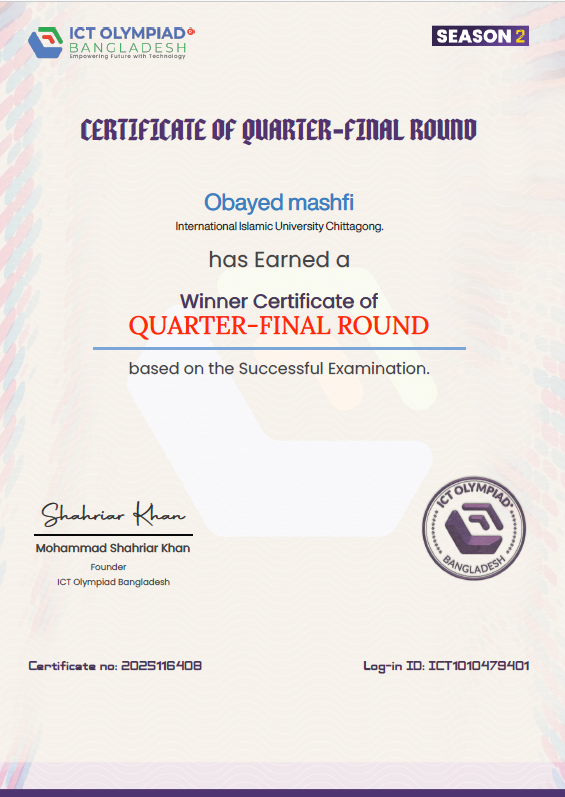 ICT OLYMPIAD
BANGLADESH
Empowering Future with Technology
SEASON 2
CERTIFICATE OF QUARTER-FINAL ROUND
Obayed mashfi
International Islamic University Chittagong.
has Earned a
Winner Certificate of
QUARTER-FINAL ROUND
based on the Successful Examination.
Shahriar Khan
Mohammad Shahriar Khan
Founder
ICT Olympiad Bangladesh
ICT OLYMPIAD
BANGLADESH
Certificate no: 2025116408
Log-in ID: ICT1010479401